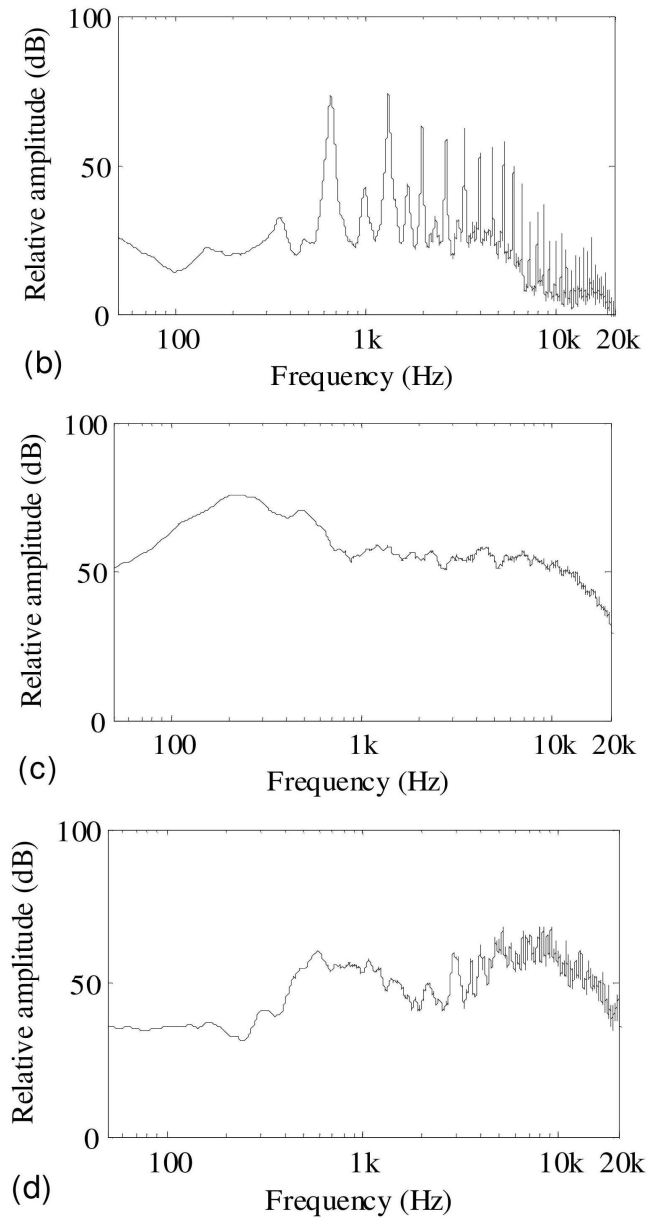 100
50
0
Relative amplitude (dB)
100
1k
10k
20k
Frequency (Hz)
(b)
100
50
0
Relative amplitude (dB)
100
1k
10k
20k
Frequency (Hz)
(c)
100
50
0
Relative amplitude (dB)
100
1k
10k
20k
Frequency (Hz)
(d)